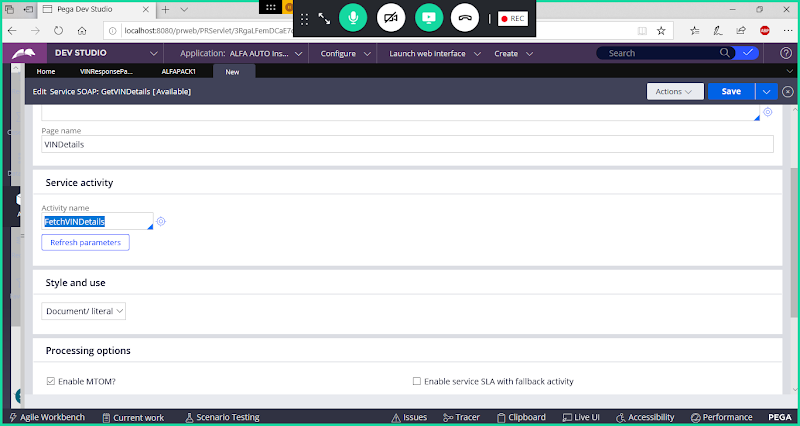 Pega Dev Studio
localhost:8080/prweb/PRServlet/3RgaLFemDCaE7
REC
DEV STUDIO
Application: ALFA AUTO Ins...
Configure
Launch web interface
Create
Search
Home
VINResponsePa...
ALFAPACK1
New
Edit Service SOAP: GetVINDetails [Available]
Actions
Save
Page name
VINDetails
Service activity
Activity name
FetchVINDetails
Refresh parameters
Style and use
Document/ literal
Processing options
Enable MTOM?
Enable service SLA with fallback activity
Agile Workbench
Current work
Scenario Testing
Issues
Tracer
Clipboard
Live UI
Accessibility
Performance
PEGA